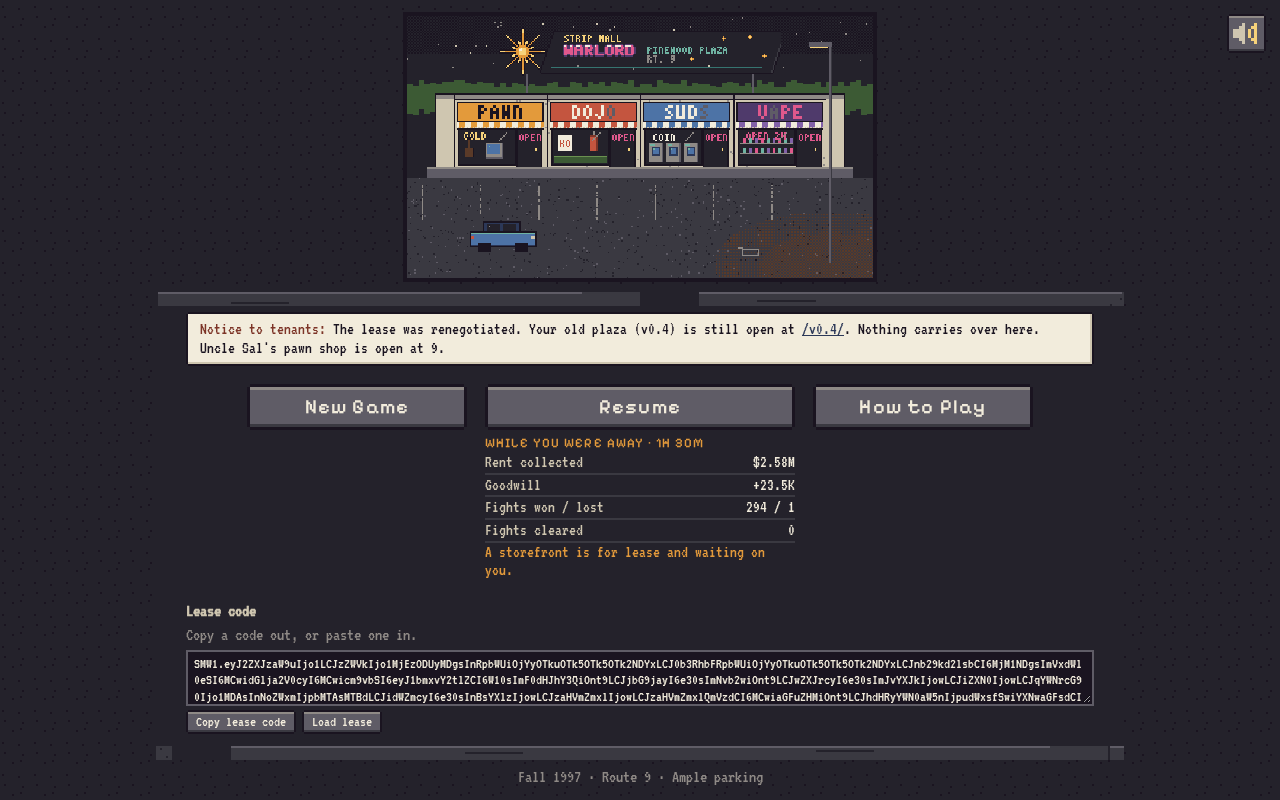 STRIP MALL
WARLORD
PINEWOOD PLAZA
RT. 9
PAWN
DOJO
SUDS
VAPE
GOLD
OPEN
KO
OPEN
COIN
OPEN
OPEN
Notice to tenants: The lease was renegotiated. Your old plaza (v0.4) is still open at /v0.4/. Nothing carries over here.
Uncle Sal's pawn shop is open at 9.
New Game
Resume
How to Play
WHILE YOU WERE AWAY · 1H 30M
Rent collected $2.58M
Goodwill +23.5K
Fights won / lost 294 / 1
Fights cleared 0
A storefront is for lease and waiting on
you.
Lease code
Copy a code out, or paste one in.
Copy lease code
Load lease
Fall 1997 · Route 9 · Ample parking